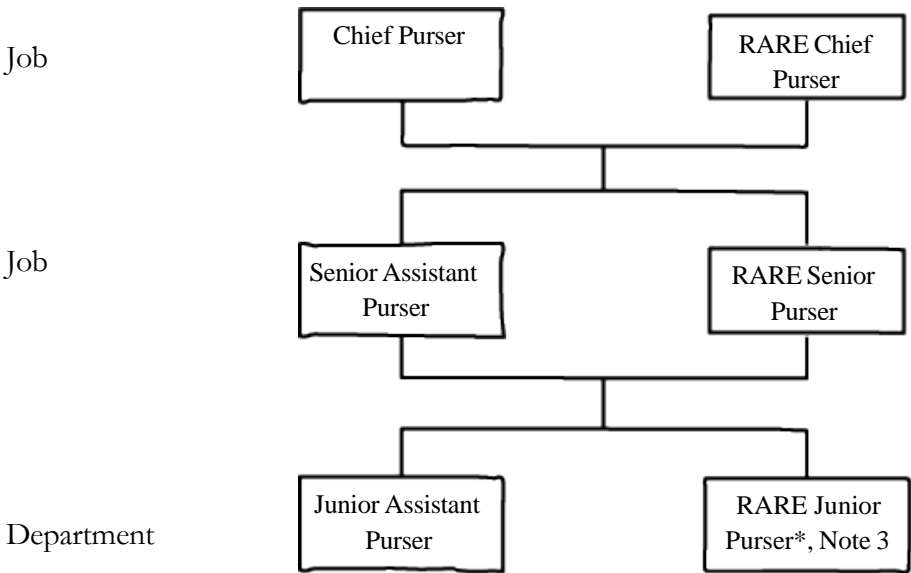 Job
Chief Purser
RARE Chief
Purser
Job
Senior Assistant
Purser
RARE Senior
Purser
Department
Junior Assistant
Purser
RARE Junior
Purser*, Note 3